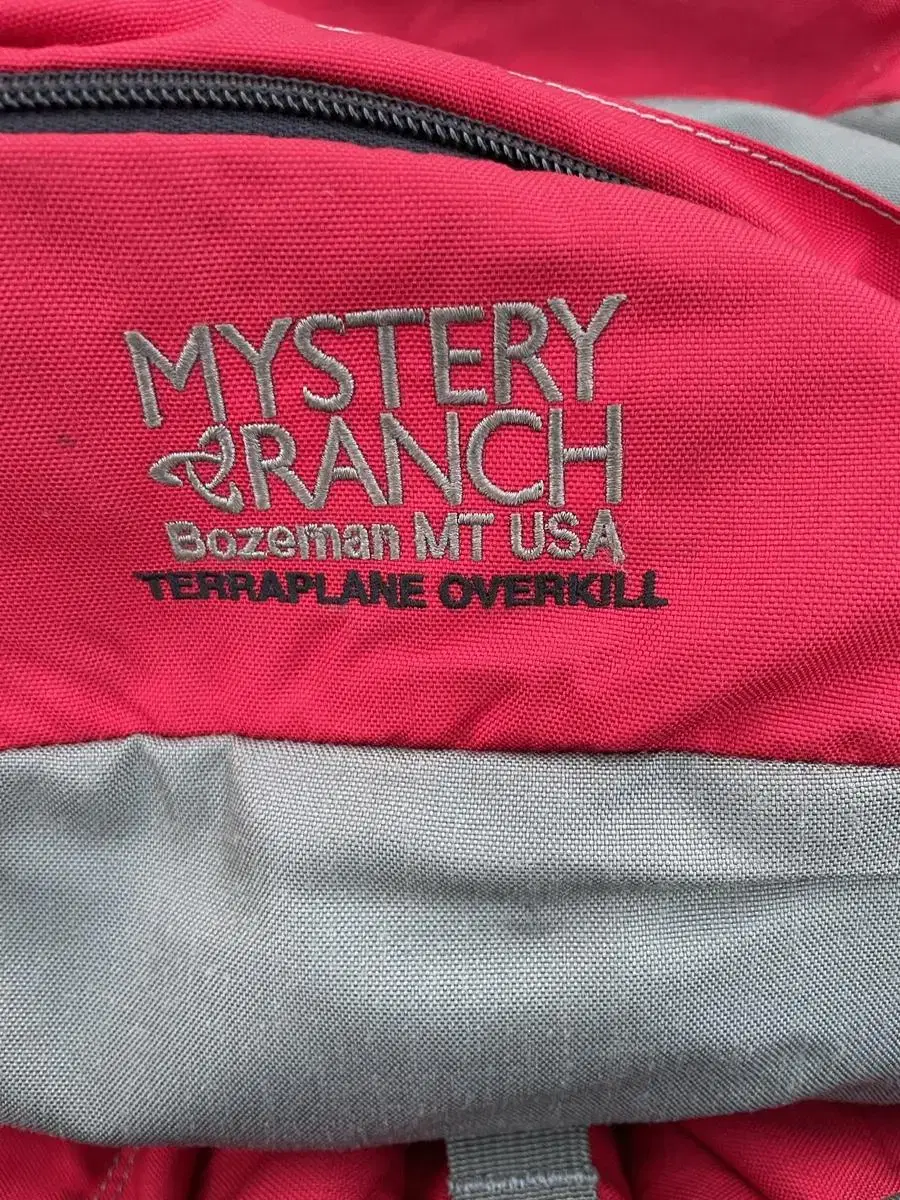 MYSTERY
RANCH
Bozeman MT USA
TERRAPLANE OVERKILL